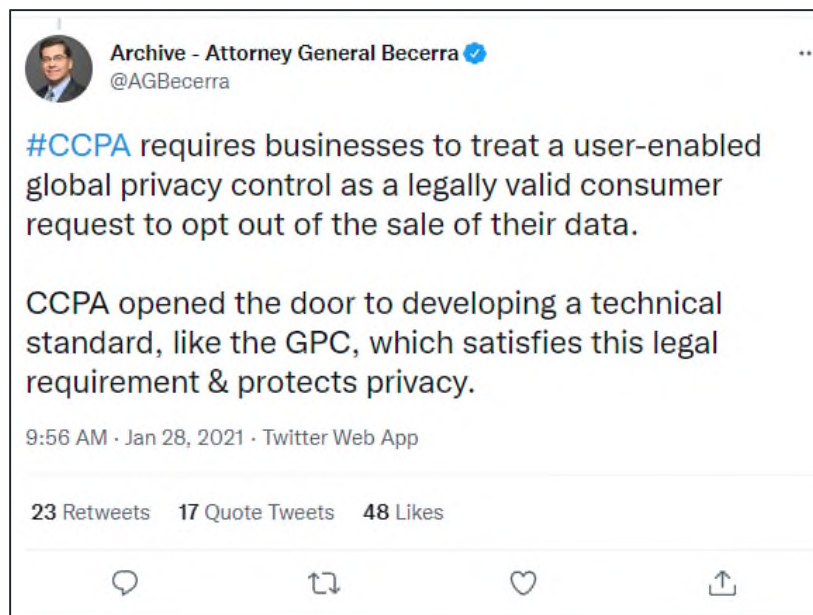 Archive - Attorney General Becerra
@AGBecerra
#CCPA requires businesses to treat a user-enabled
global privacy control as a legally valid consumer
request to opt out of the sale of their data.
CCPA opened the door to developing a technical
standard, like the GPC, which satisfies this legal
requirement & protects privacy.
9:56 AM · Jan 28, 2021 · Twitter Web App
23 Retweets 17 Quote Tweets 48 Likes